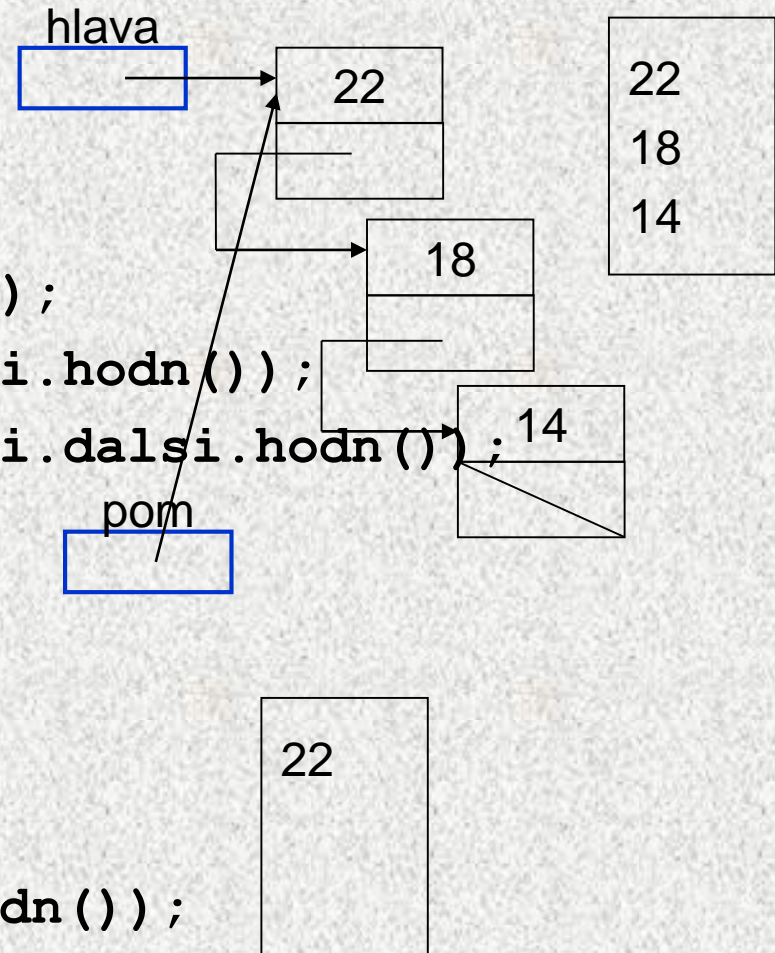 hlava
22
22
18
14
18
);
i.hodn());
14
i.dalsi.hodn());
pom
22
dn());